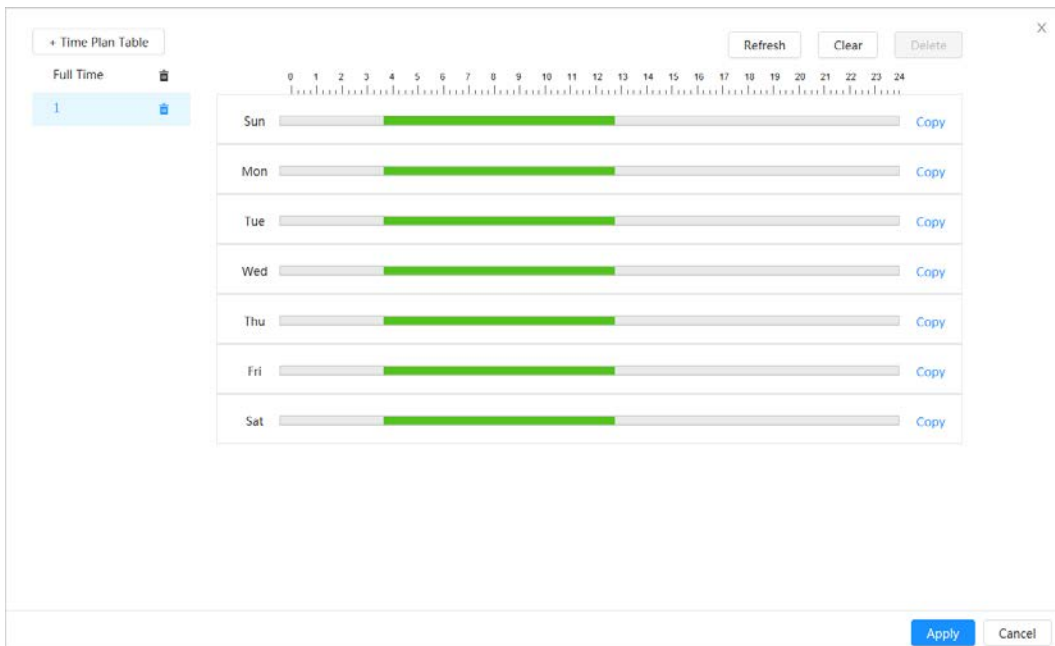 + Time Plan Table
Refresh Clear Delete
X
Full Time
1
0 1 2 3 4 5 6 7 8 9 10 11 12 13 14 15 16 17 18 19 20 21 22 23 24
Sun Copy
Mon Copy
Tue Copy
Wed Copy
Thu Copy
Fri Copy
Sat Copy
Apply Cancel